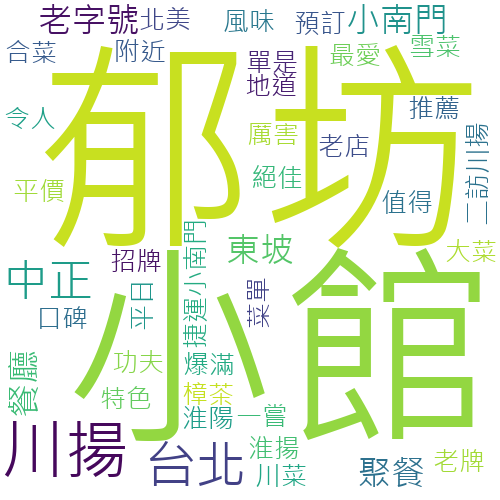 老字號
北美
風味
預訂
小南門
合菜
附近
單是
地道
最愛
雪菜
郁坊
令人
厲害
老店
推薦
二訪川揚
平價
絕佳
值得
小館
中正
招牌
捷運小南門
東坡
大菜
口碑
平日
菜單
餐廳
功夫
爆滿
特色
樟茶
淮陽
一嘗
川揚
台北
淮揚
川菜
聚餐
老牌